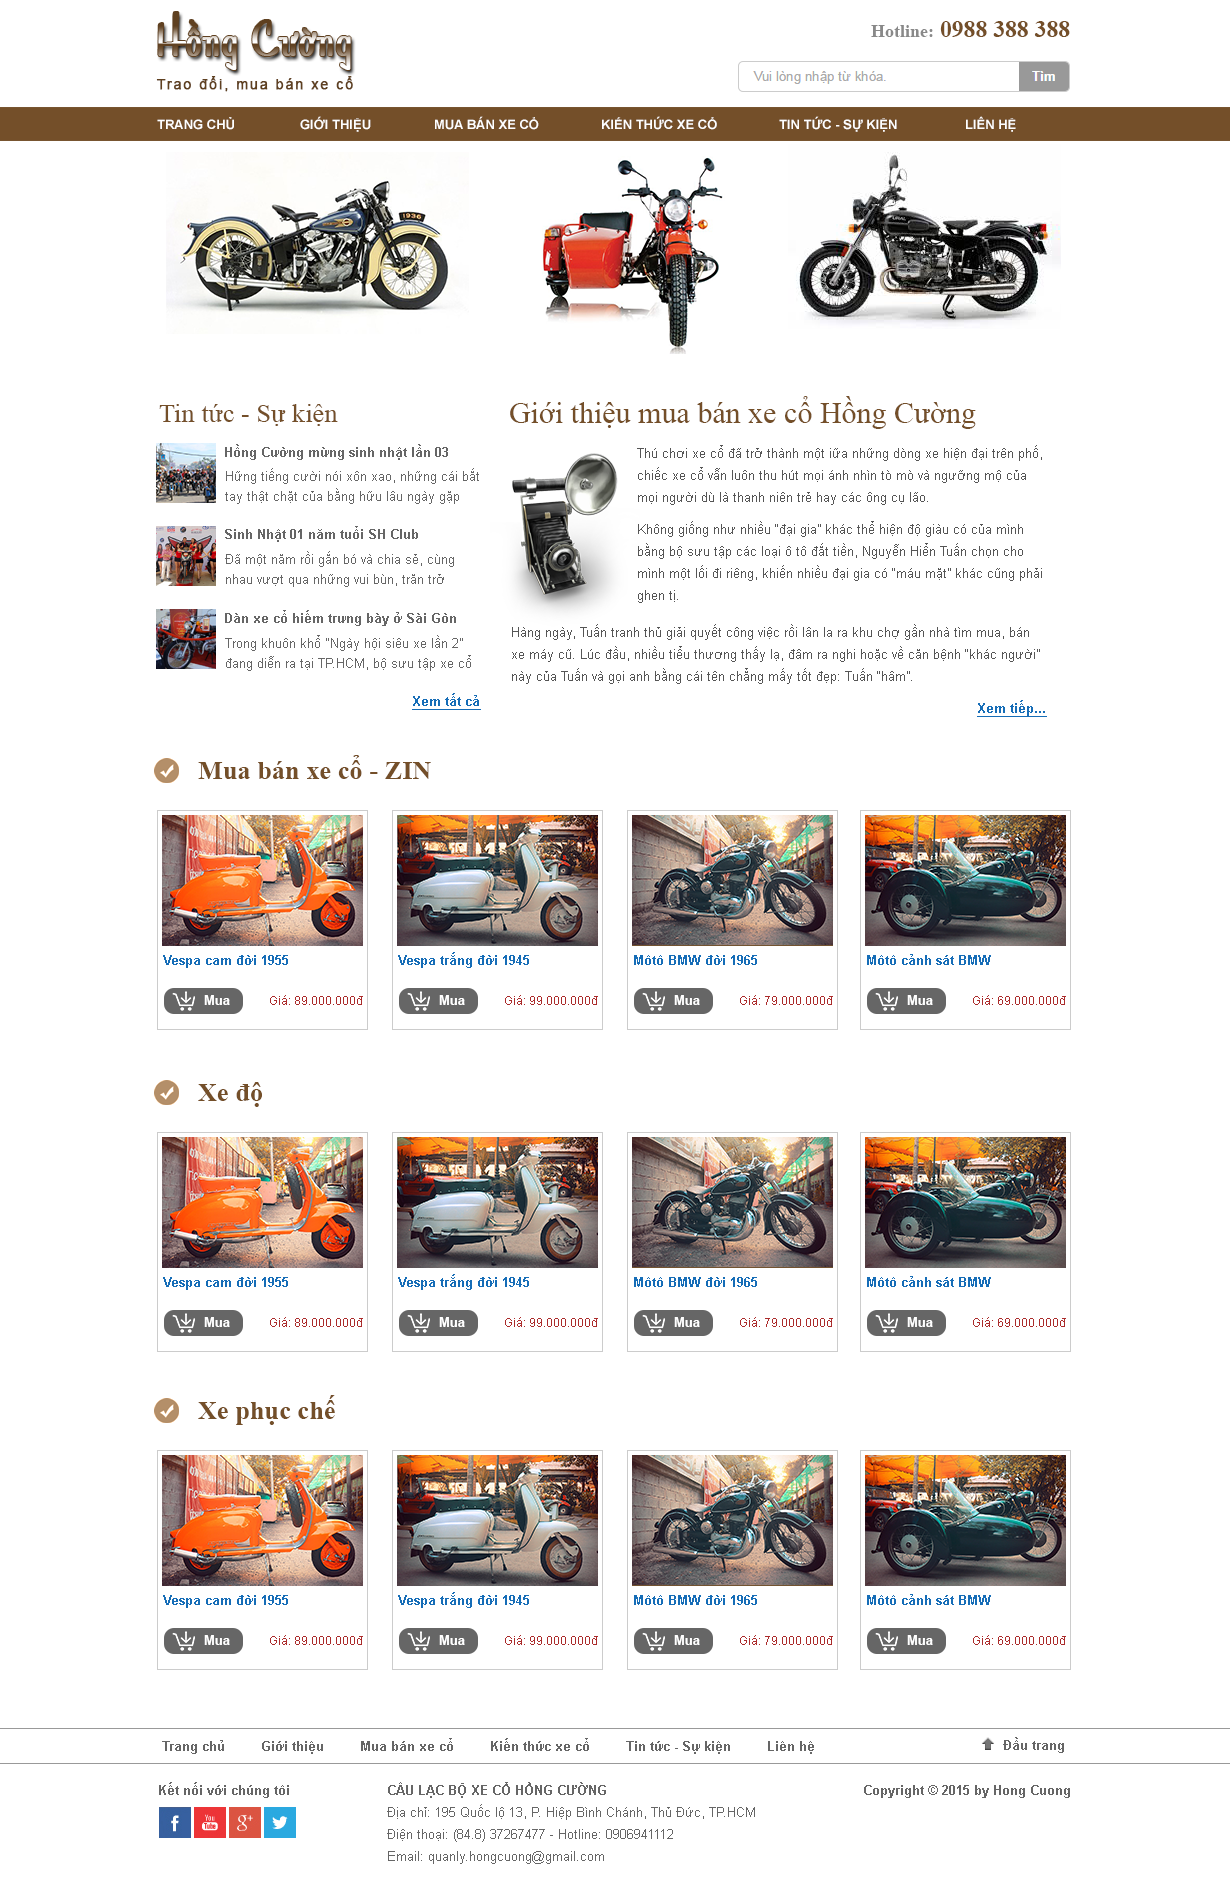 Hồng Cường
Trao đổi, mua bán xe cổ
Hotline: 0988 388 388
Vui lòng nhập từ khóa.
Tìm
TRANG CHỦ
GIỚI THIỆU
MUA BÁN XE CỔ
KIẾN THỨC XE CỔ
TIN TỨC - SỰ KIỆN
LIÊN HỆ
1936
URAL
Tin tức - Sự kiện
Hồng Cường mừng sinh nhật lần 03
Hững tiếng cười nói xôn xao, những cái bắt
tay thật chặt của bằng hữu lâu ngày gặp
Sinh Nhật 01 năm tuổi SH Club
Đã một năm rồi gắn bó và chia sẻ, cùng
nhau vượt qua những vui bùn, trăn trở
Dàn xe cổ hiếm trưng bày ở Sài Gòn
Trong khuôn khổ "Ngày hội siêu xe lần 2"
đang diễn ra tại TP.HCM, bộ sưu tập xe cổ
Xem tất cả
Giới thiệu mua bán xe cổ Hồng Cường
Thú chơi xe cổ đã trở thành một iữa những dòng xe hiện đại trên phố,
chiếc xe cổ vẫn luôn thu hút mọi ánh nhìn tò mò và ngưỡng mộ của
mọi người dù là thanh niên trẻ hay các ông cụ lão.
Không giống như nhiều "đại gia" khác thể hiện độ giàu có của mình
bằng bộ sưu tập các loại ô tô đắt tiền, Nguyễn Hiển Tuấn chọn cho
mình một lối đi riêng, khiến nhiều đại gia có "máu mặt" khác cũng phải
ghen tị.
Hàng ngày, Tuấn tranh thủ giải quyết công việc rồi lân la ra khu chợ gần nhà tìm mua, bán
xe máy cũ. Lúc đầu, nhiều tiểu thương thấy lạ, đâm ra nghi hoặc về căn bệnh "khác người"
này của Tuấn và gọi anh bằng cái tên chẳng mấy tốt đẹp: Tuấn "hâm".
Xem tiếp...
Mua bán xe cổ - ZIN
Vespa cam đời 1955
Mua
Giá: 89.000.000đ
Vespa trắng đời 1945
Mua
Giá: 99.000.000đ
Môtô BMW đời 1965
Mua
Giá: 79.000.000đ
Môtô cảnh sát BMW
Mua
Giá: 69.000.000đ
Xe độ
Vespa cam đời 1955
Mua
Giá: 89.000.000đ
Vespa trắng đời 1945
Mua
Giá: 99.000.000đ
Môtô BMW đời 1965
Mua
Giá: 79.000.000đ
Môtô cảnh sát BMW
Mua
Giá: 69.000.000đ
Xe phục chế
Vespa cam đời 1955
Mua
Giá: 89.000.000đ
Vespa trắng đời 1945
Mua
Giá: 99.000.000đ
Môtô BMW đời 1965
Mua
Giá: 79.000.000đ
Môtô cảnh sát BMW
Mua
Giá: 69.000.000đ
Trang chủ
Giới thiệu
Mua bán xe cổ
Kiến thức xe cổ
Tin tức - Sự kiện
Liên hệ
Đầu trang
Kết nối với chúng tôi
f
You Tube
g+
CÂU LẠC BỘ XE CỔ HỒNG CƯỜNG
Địa chỉ: 195 Quốc lộ 13, P. Hiệp Bình Chánh, Thủ Đức, TP.HCM
Điện thoại: (84.8) 37267477 - Hotline: 0906941112
Email: quanly.hongcuong@gmail.com
Copyright © 2015 by Hong Cuong